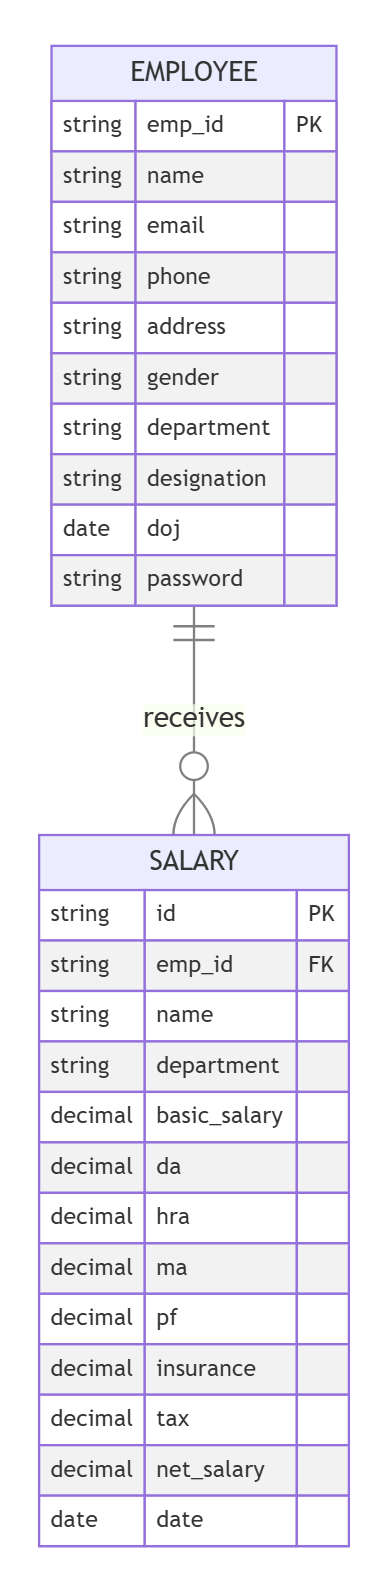 EMPLOYEE
string emp_id PK
string name
string email
string phone
string address
string gender
string department
string designation
date doj
string password
receives
SALARY
string id PK
string emp_id FK
string name
string department
decimal basic_salary
decimal da
decimal hra
decimal ma
decimal pf
decimal insurance
decimal tax
decimal net_salary
date date